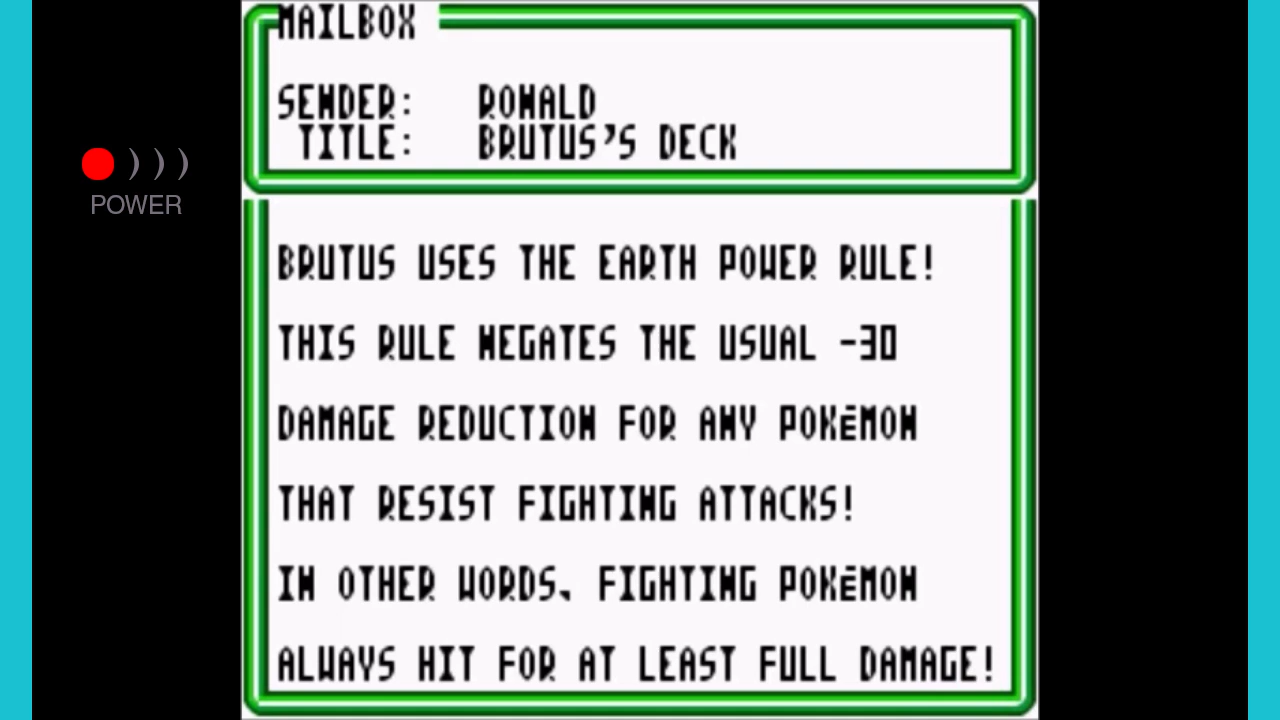 MAILBOX
SENDER: RONALD
TITLE: BRUTUS'S DECK
POWER
BRUTUS USES THE EARTH POWER RULE!
THIS RULE NEGATES THE USUAL -30
DAMAGE REDUCTION FOR ANY POKéMON
THAT RESIST FIGHTING ATTACKS!
IN OTHER WORDS, FIGHTING POKéMON
ALWAYS HIT FOR AT LEAST FULL DAMAGE!